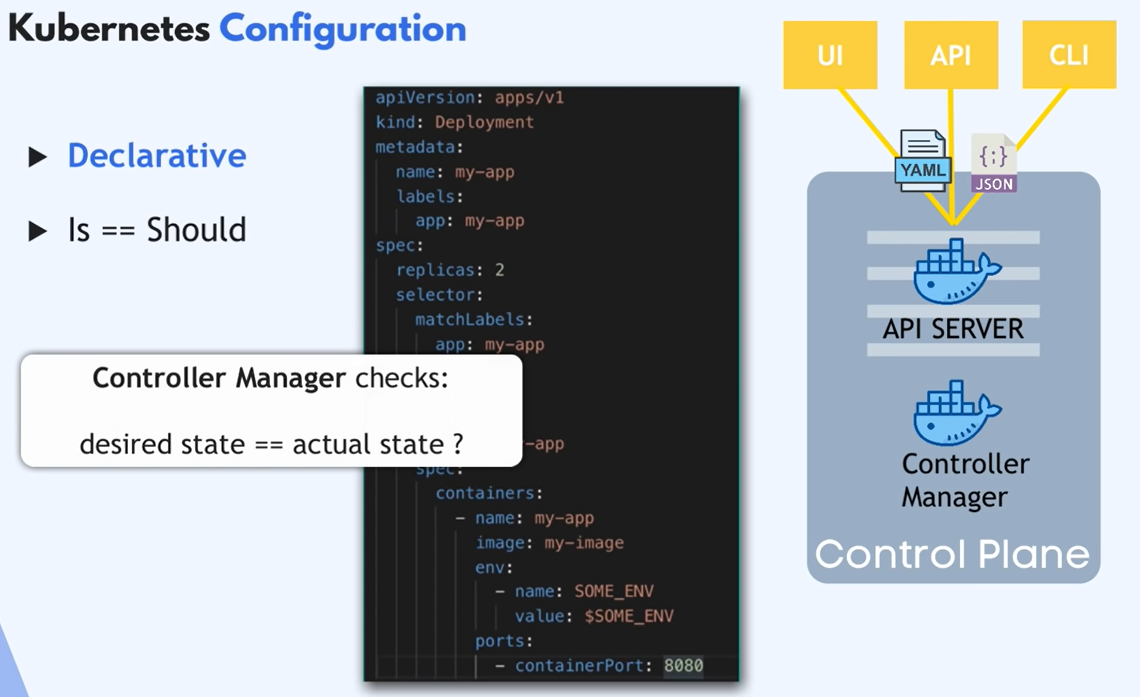 Kubernetes Configuration
► Declarative
► Is == Should
apiVersion: apps/v1
kind: Deployment
metadata:
  name: my-app
  labels:
    app: my-app
spec:
  replicas: 2
  selector:
    matchLabels:
      app: my-app
-app
    spec:
      containers:
        - name: my-app
          image: my-image
          env:
            - name: SOME_ENV
              value: $SOME_ENV
          ports:
            - containerPort: 8080
Controller Manager checks:
desired state == actual state ?
UI
API
CLI
YAML
{;}
JSON
API SERVER
Controller
Manager
Control Plane